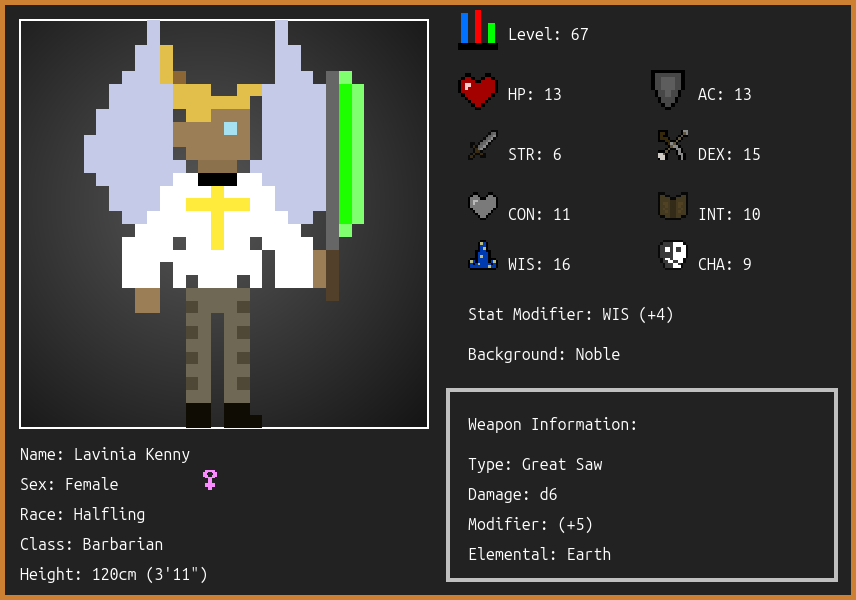 Level: 67
HP: 13
AC: 13
STR: 6
DEX: 15
CON: 11
INT: 10
WIS: 16
CHA: 9
Stat Modifier: WIS (+4)
Background: Noble
Weapon Information:
Type: Great Saw
Damage: d6
Modifier: (+5)
Elemental: Earth
Name: Lavinia Kenny
Sex: Female
Race: Halfling
Class: Barbarian
Height: 120cm (3'11")